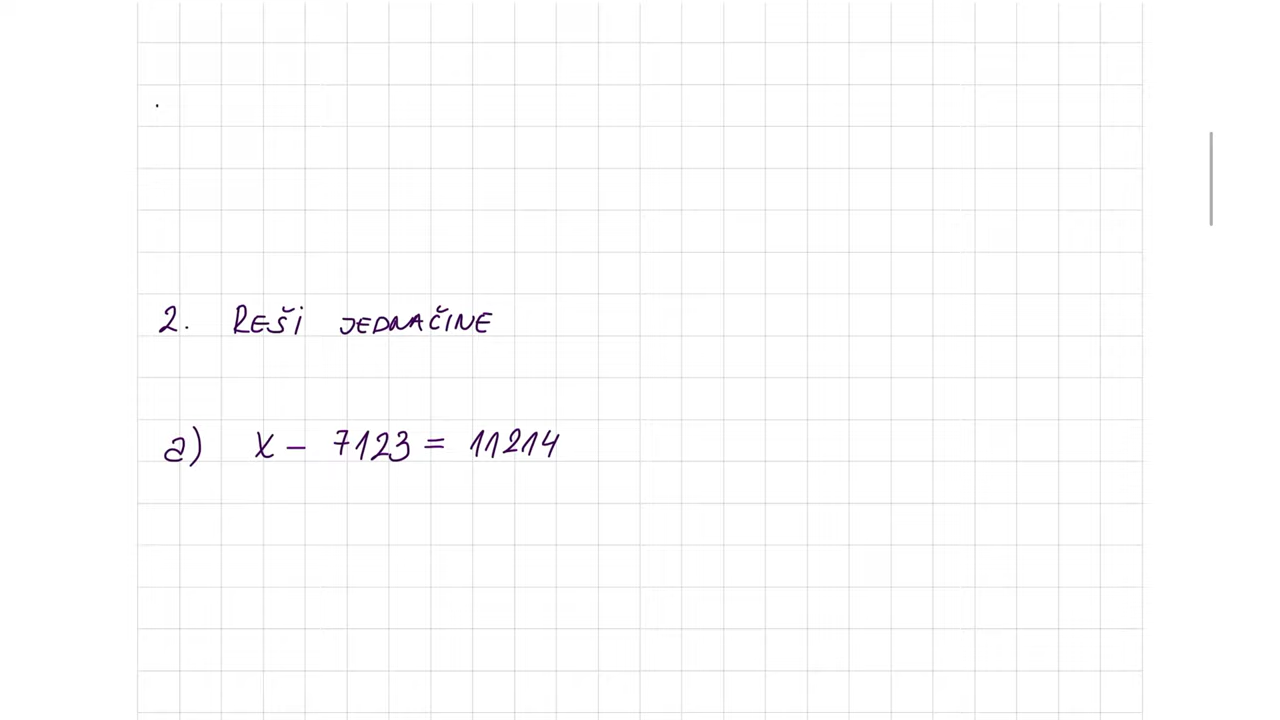 2. REŠI JEDNAČINE
a) x - 7123 = 11214